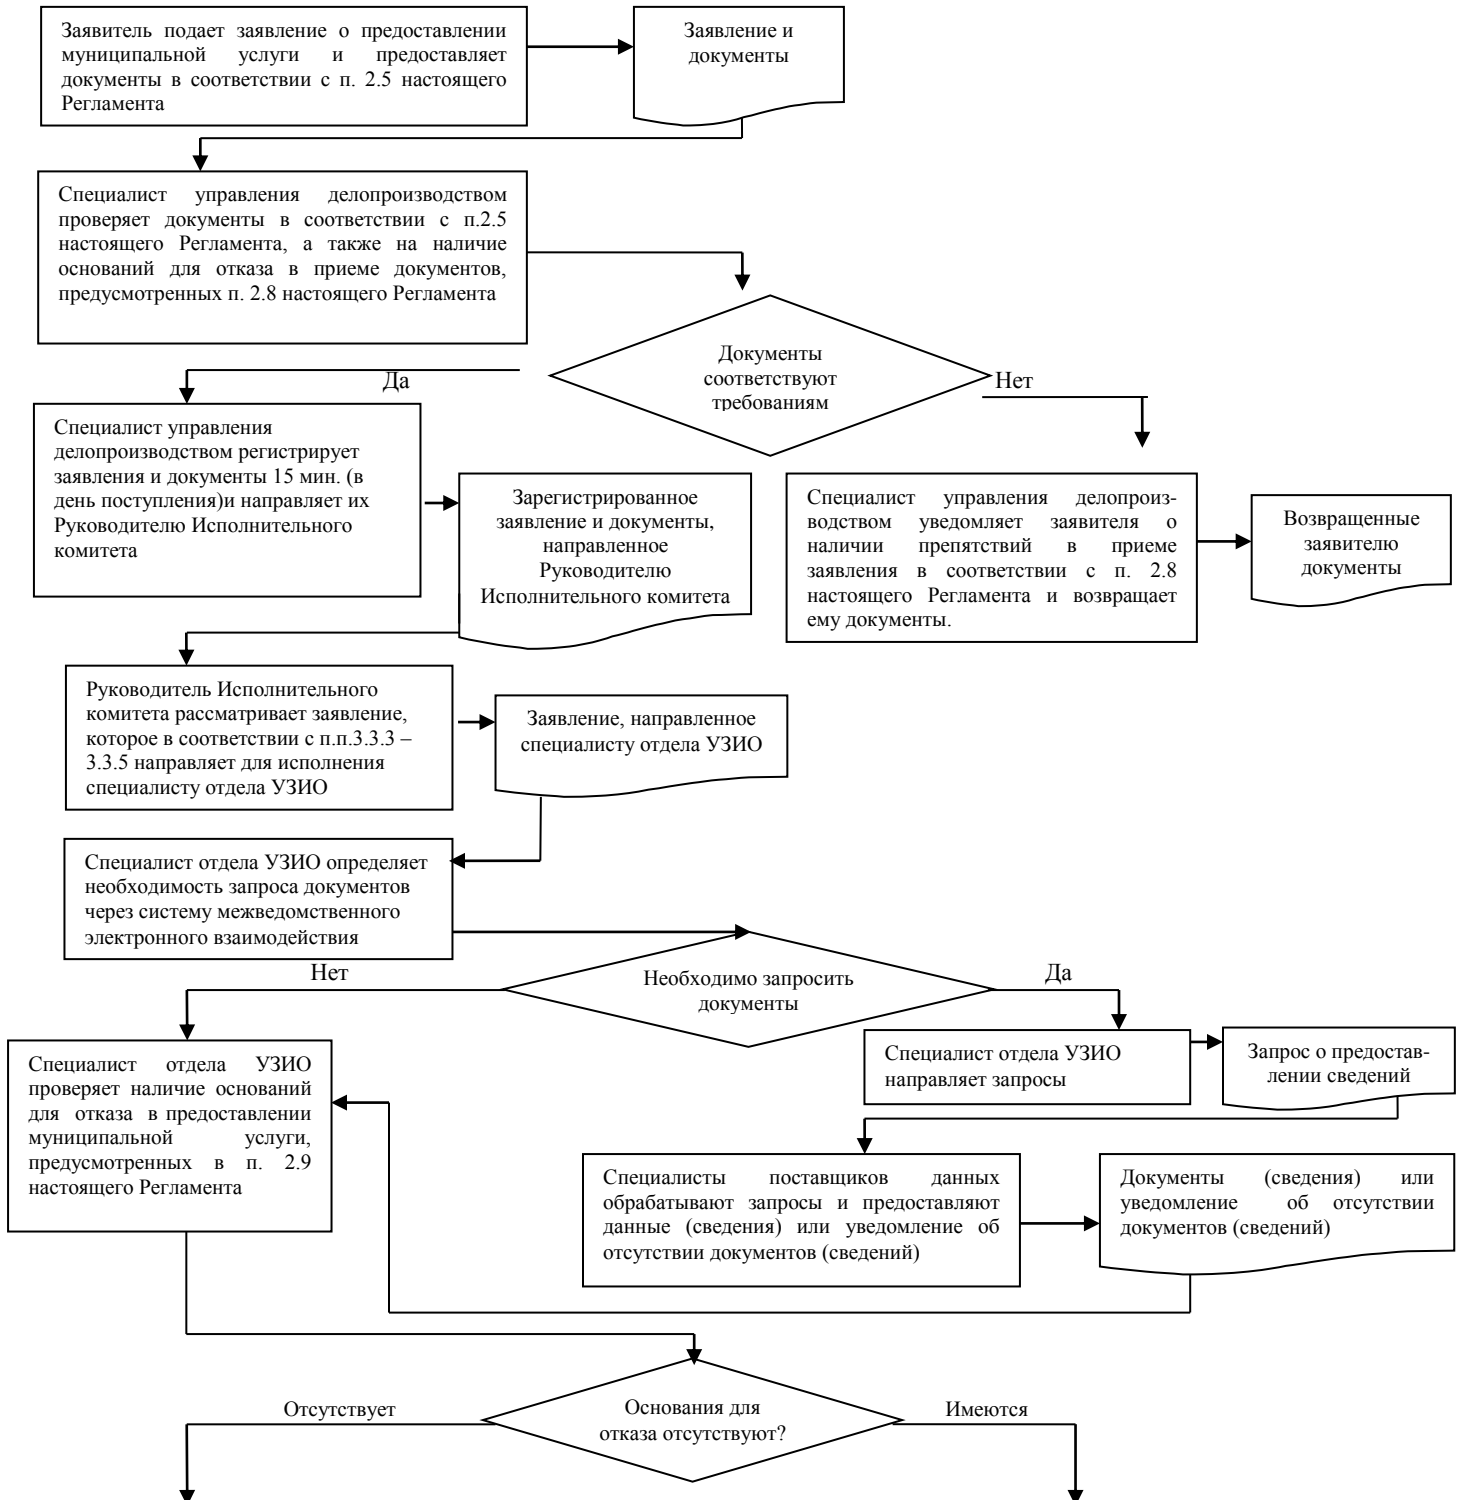 Заявитель подает заявление о предоставлении
муниципальной услуги и предоставляет
документы в соответствии с п. 2.5 настоящего
Регламента
Заявление и
документы
Специалист управления делопроизводством
проверяет документы в соответствии с п.2.5
настоящего Регламента, а также на наличие
оснований для отказа в приеме документов,
предусмотренных п. 2.8 настоящего Регламента
Документы
соответствуют
требованиям
Да
Нет
Специалист управления
делопроизводством регистрирует
заявления и документы 15 мин. (в
день поступления)и направляет их
Руководителю Исполнительного
комитета
Зарегистрированное
заявление и документы,
направленное
Руководителю
Исполнительного комитета
Специалист управления делопроиз-
водством уведомляет заявителя о
наличии препятствий в приеме
заявления в соответствии с п. 2.8
настоящего Регламента и возвращает
ему документы.
Возвращенные
заявителю
документы
Руководитель Исполнительного
комитета рассматривает заявление,
которое в соответствии с п.п.3.3.3 –
3.3.5 направляет для исполнения
специалисту отдела УЗИО
Заявление, направленное
специалисту отдела УЗИО
Специалист отдела УЗИО определяет
необходимость запроса документов
через систему межведомственного
электронного взаимодействия
Нет
Необходимо запросить
документы
Да
Специалист отдела УЗИО
проверяет наличие оснований
для отказа в предоставлении
муниципальной услуги,
предусмотренных в п. 2.9
настоящего Регламента
Специалист отдела УЗИО
направляет запросы
Запрос о предостав-
лении сведений
Специалисты поставщиков данных
обрабатывают запросы и предоставляют
данные (сведения) или уведомление об
отсутствии документов (сведений)
Документы (сведения) или
уведомление об отсутствии
документов (сведений)
Отсутствует
Основания для
отказа отсутствуют?
Имеются